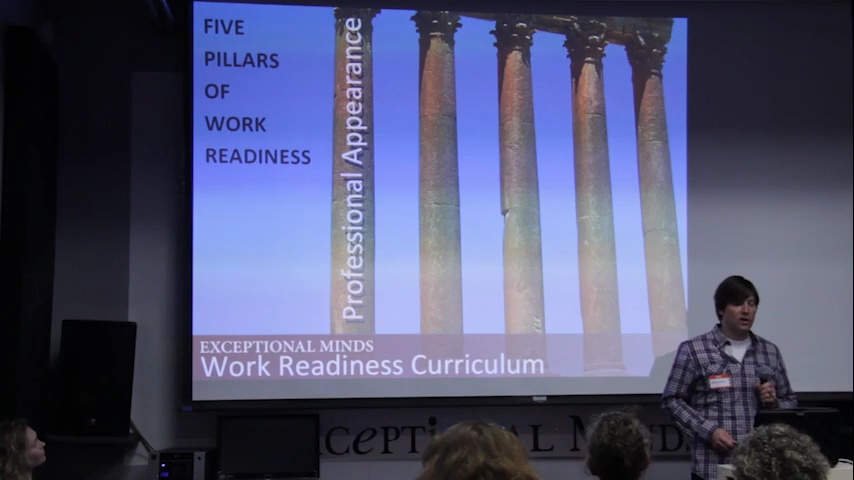 FIVE
PILLARS
OF
WORK
READINESS
Professional Appearance
EXCEPTIONAL MINDS
Work Readiness Curriculum